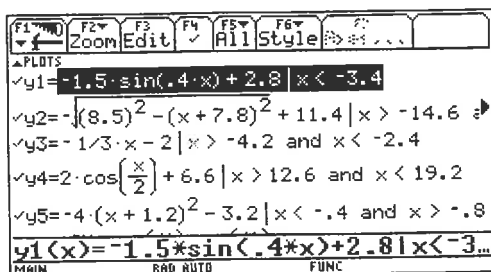 F1 F2 F3 F4 F5 F6
Zoom Edit ✓ All Style
▲PLOTS
✓y1=-1.5·sin(.4·x)+2.8|x< -3.4
✓y2=-√((8.5)²-(x+7.8)²)+11.4|x> -14.6
✓y3=-1/3·x-2|x> -4.2 and x< -2.4
✓y4=2·cos(x/2)+6.6|x>12.6 and x<19.2
✓y5=-4·(x+1.2)²-3.2|x< -.4 and x> -.8
y1(x)=-1.5*sin(.4*x)+2.8|x<-3...
MAIN RAD AUTO FUNC